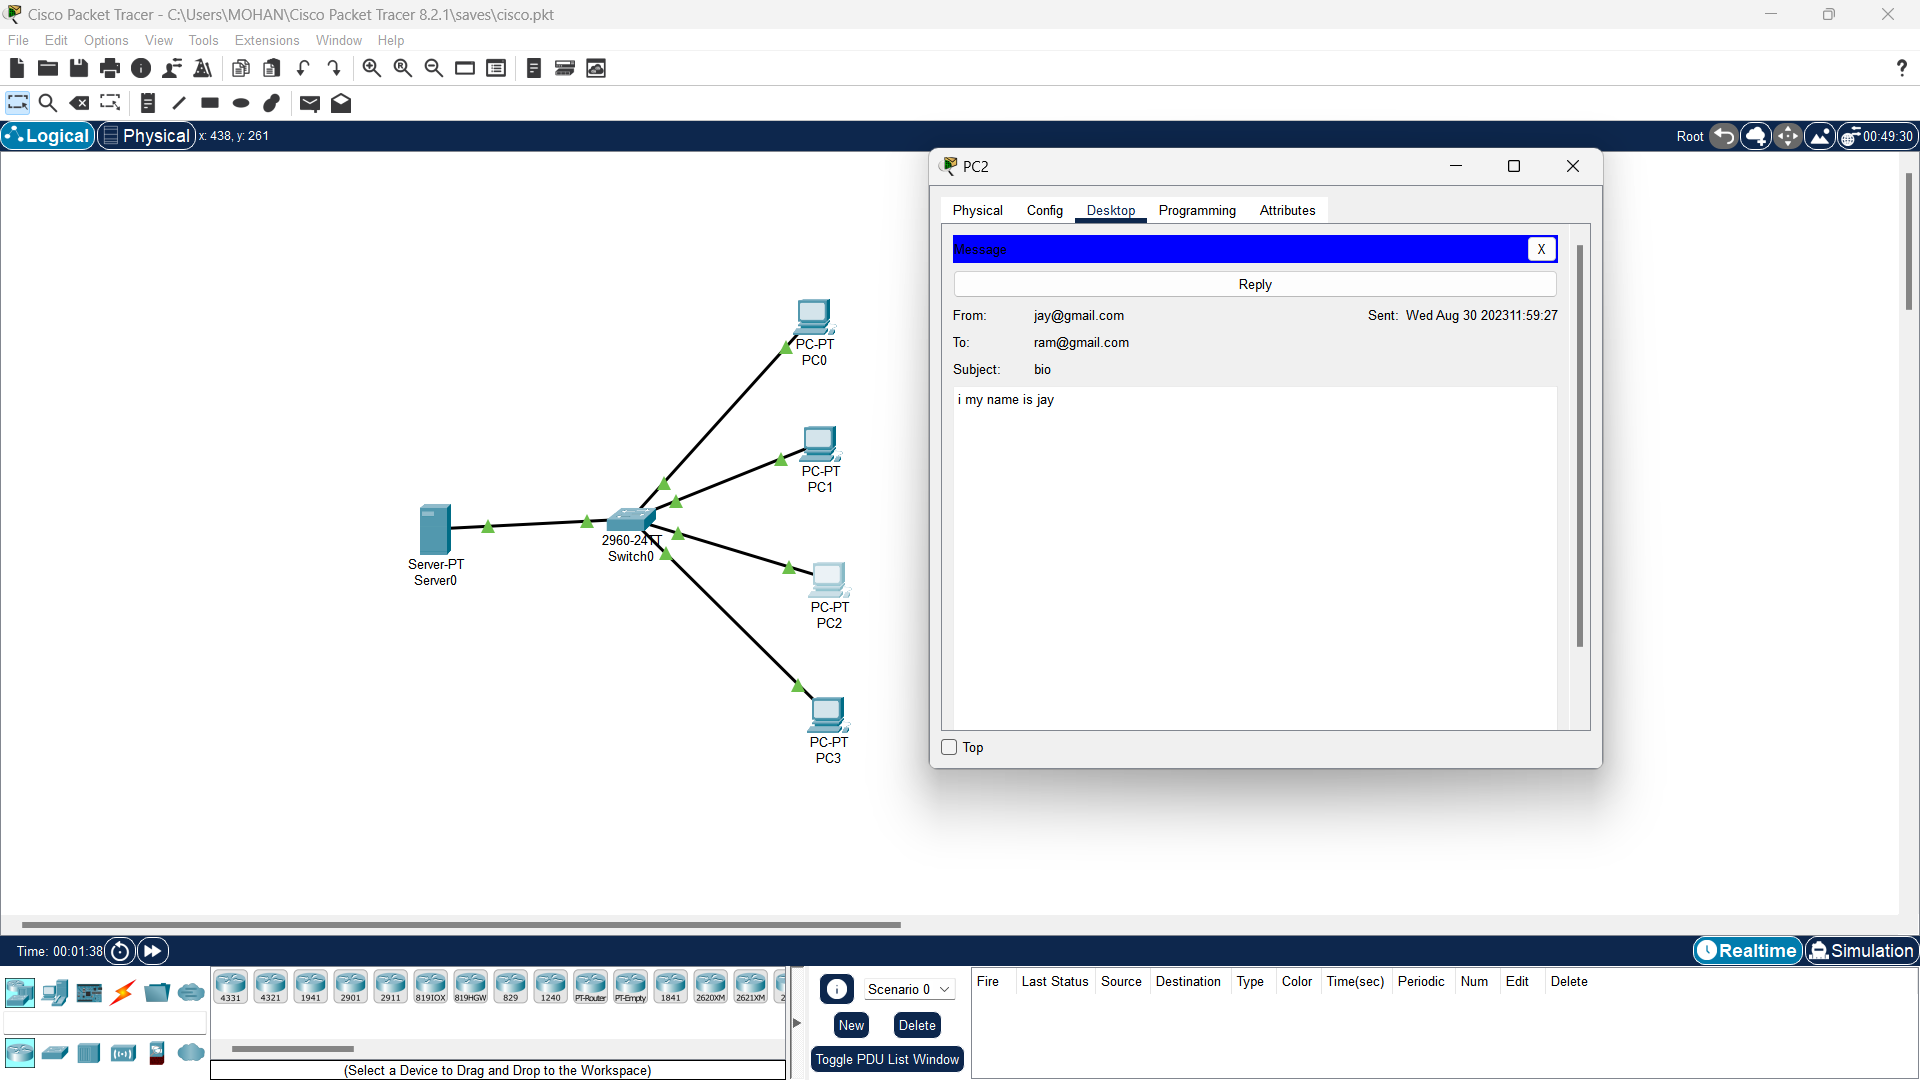 Cisco Packet Tracer - C:\Users\MOHAN\Cisco Packet Tracer 8.2.1\saves\cisco.pkt
File Edit Options View Tools Extensions Window Help
?
Logical Physical x: 438, y: 261 Root 00:49:30
PC2
Physical Config Desktop Programming Attributes
Message X
Reply
From: jay@gmail.com Sent: Wed Aug 30 202311:59:27
To: ram@gmail.com
Subject: bio
i my name is jay
Top
PC-PT
PC0
PC-PT
PC1
Server-PT
Server0
2960-24TT
Switch0
PC-PT
PC2
PC-PT
PC3
Time: 00:01:38 Realtime Simulation
4331 4321 1941 2901 2911 819IOX 819HGW 829 1240 PT-Router PT-Empty 1841 2620XM 2621XM 2
(Select a Device to Drag and Drop to the Workspace)
Scenario 0
New Delete
Toggle PDU List Window
Fire Last Status Source Destination Type Color Time(sec) Periodic Num Edit Delete